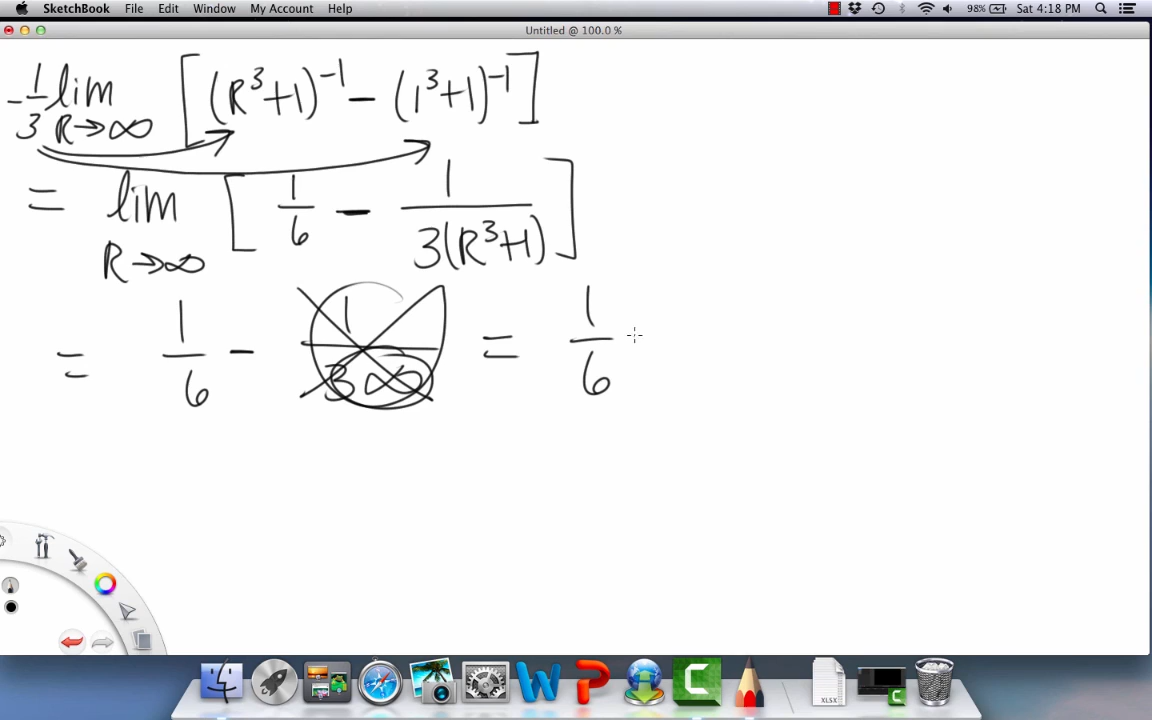 SketchBook File Edit Window My Account Help 98% Sat 4:18 PM
Untitled @ 100.0 %
-1/3 lim R→∞ [(R³+1)⁻¹ − (1³+1)⁻¹]
= lim R→∞ [1/6 − 1/3(R³+1)]
= 1/6 − 1/3∞ = 1/6
W P C
XLSX C